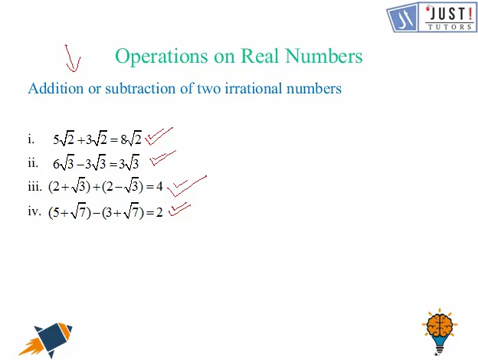 JUST!
TUTORS
Operations on Real Numbers
Addition or subtraction of two irrational numbers
i. 5√2 + 3√2 = 8√2
ii. 6√3 − 3√3 = 3√3
iii. (2 + √3) + (2 − √3) = 4
iv. (5 + √7) − (3 + √7) = 2